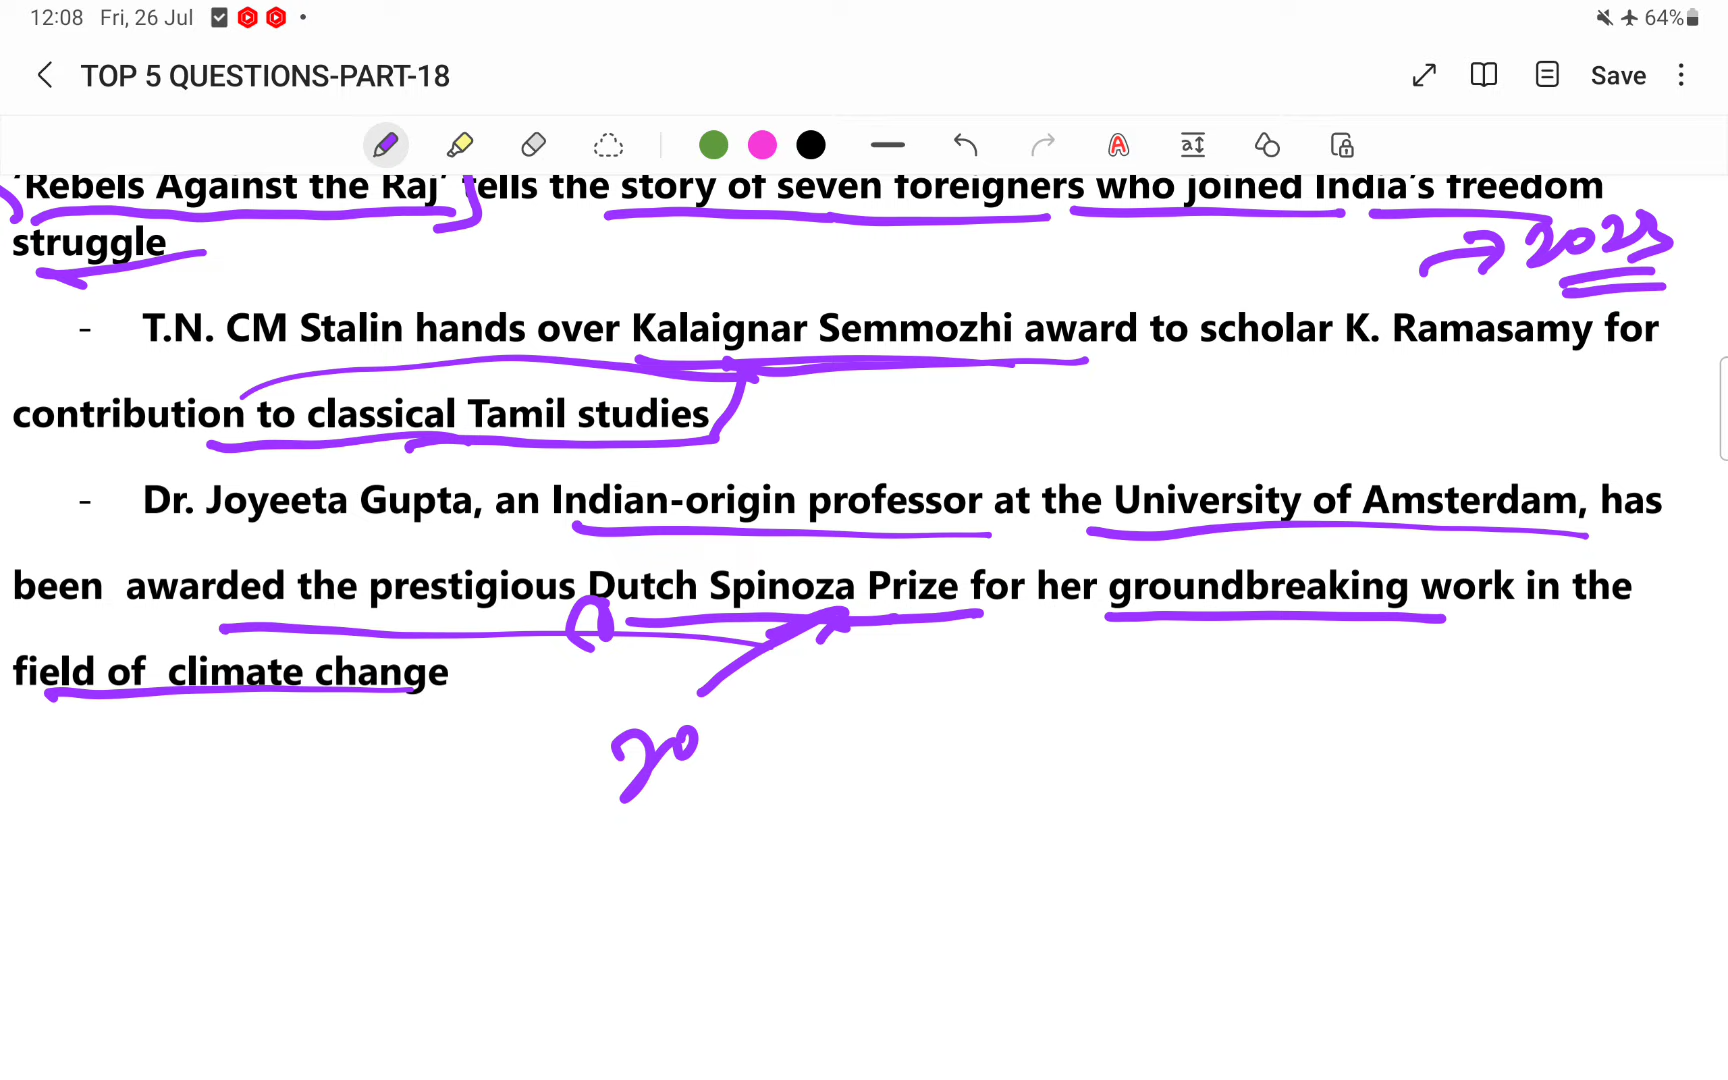 12:08 Fri, 26 Jul 64%
TOP 5 QUESTIONS-PART-18 Save
'Rebels Against the Raj' tells the story of seven foreigners who joined India's freedom
struggle
2023
- T.N. CM Stalin hands over Kalaignar Semmozhi award to scholar K. Ramasamy for
contribution to classical Tamil studies
- Dr. Joyeeta Gupta, an Indian-origin professor at the University of Amsterdam, has
been awarded the prestigious Dutch Spinoza Prize for her groundbreaking work in the
field of climate change
20